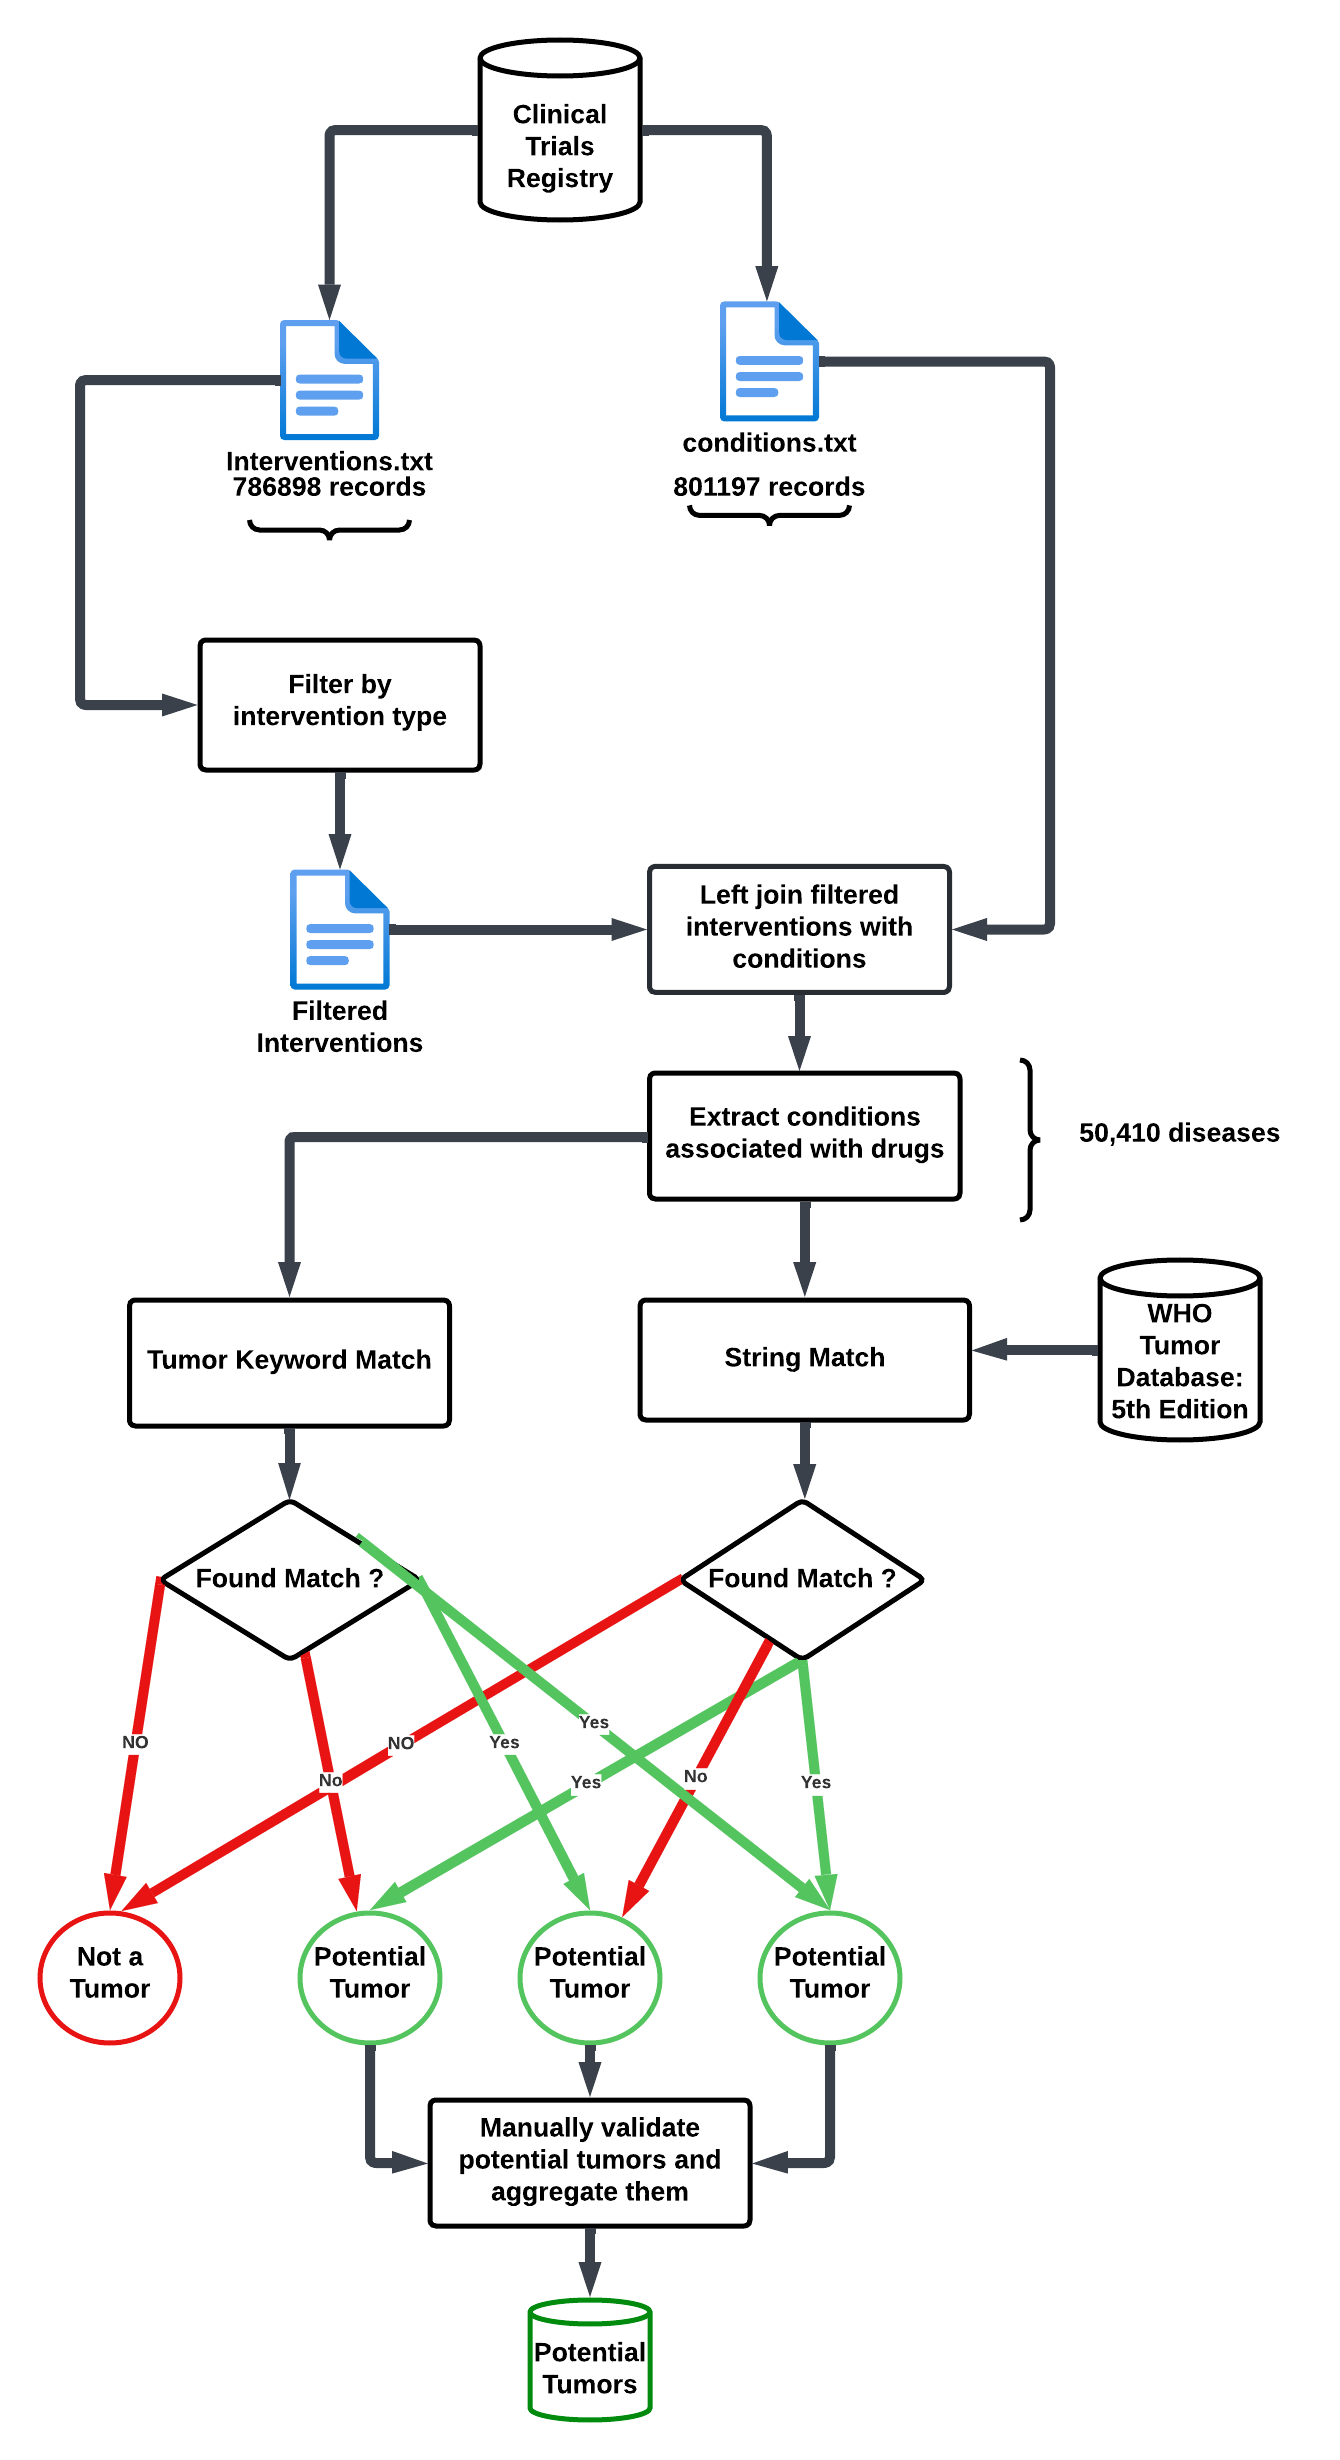 Clinical
Trials
Registry
Interventions.txt
786898 records
conditions.txt
801197 records
Filter by
intervention type
Left join filtered
interventions with
conditions
Filtered
Interventions
Extract conditions
associated with drugs
50,410 diseases
Tumor Keyword Match
String Match
WHO
Tumor
Database:
5th Edition
Found Match ?
Found Match ?
NO
No
NO
Yes
Yes
Yes
No
Yes
Not a
Tumor
Potential
Tumor
Potential
Tumor
Potential
Tumor
Manually validate
potential tumors and
aggregate them
Potential
Tumors